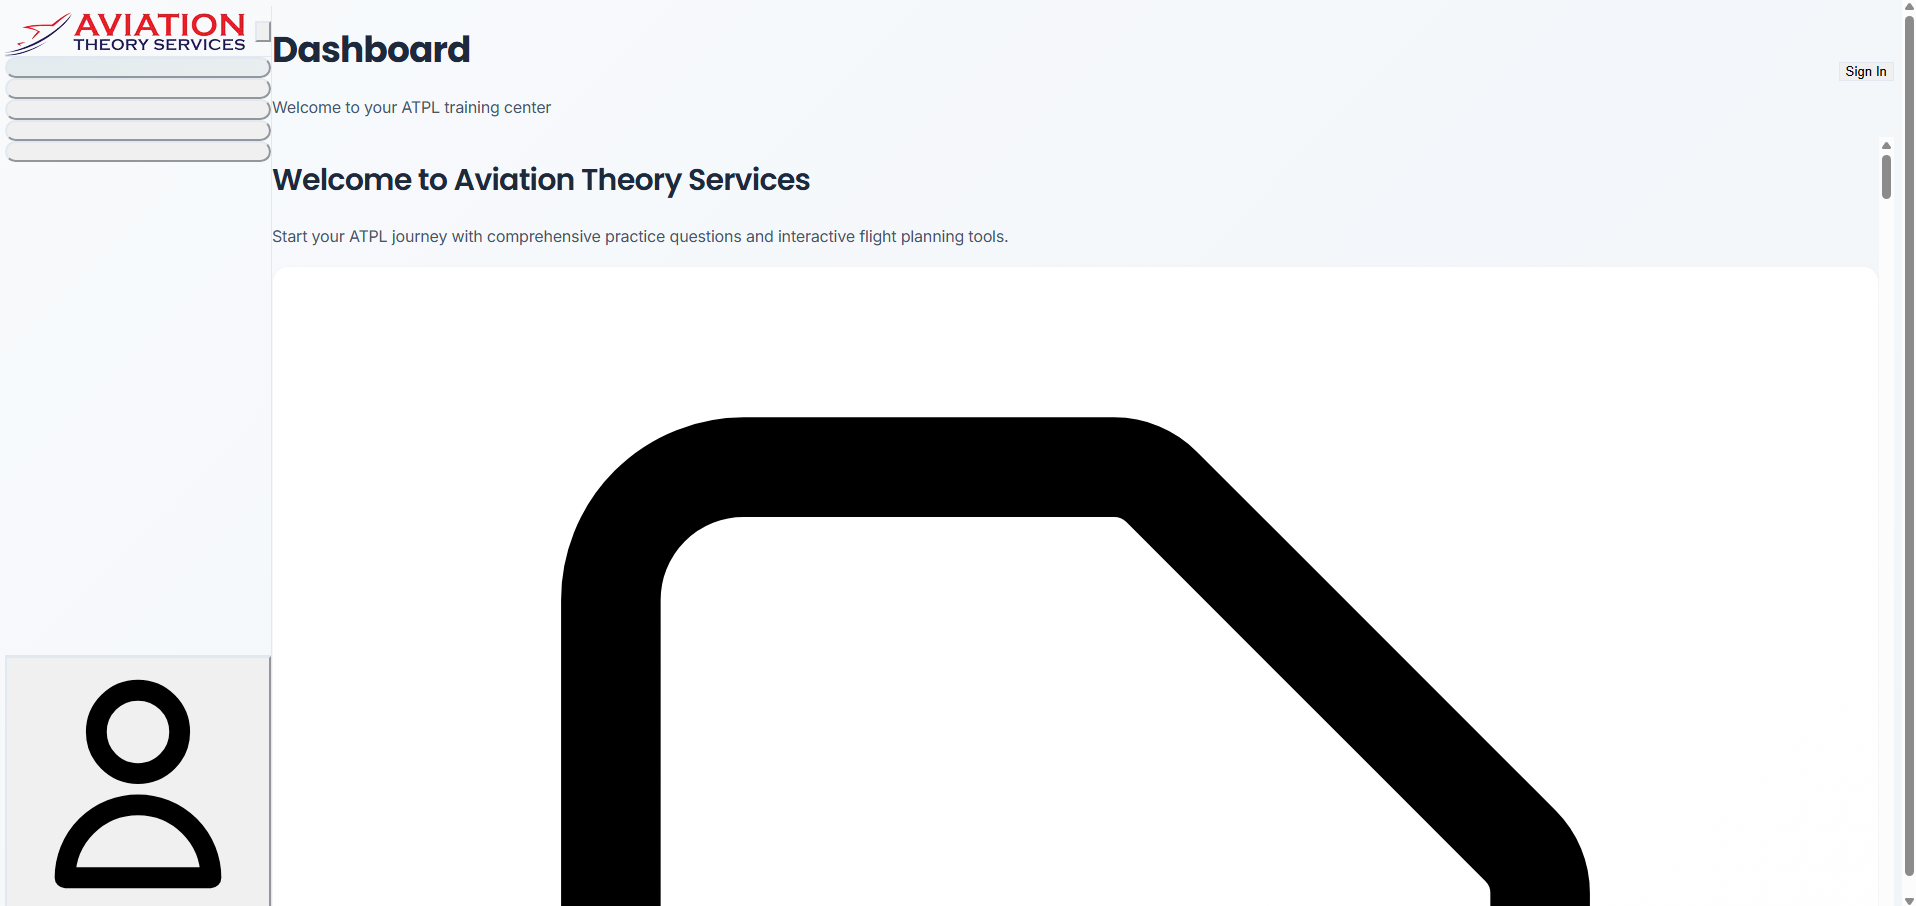 AVIATION
THEORY SERVICES
Dashboard
Sign In
Welcome to your ATPL training center
Welcome to Aviation Theory Services
Start your ATPL journey with comprehensive practice questions and interactive flight planning tools.